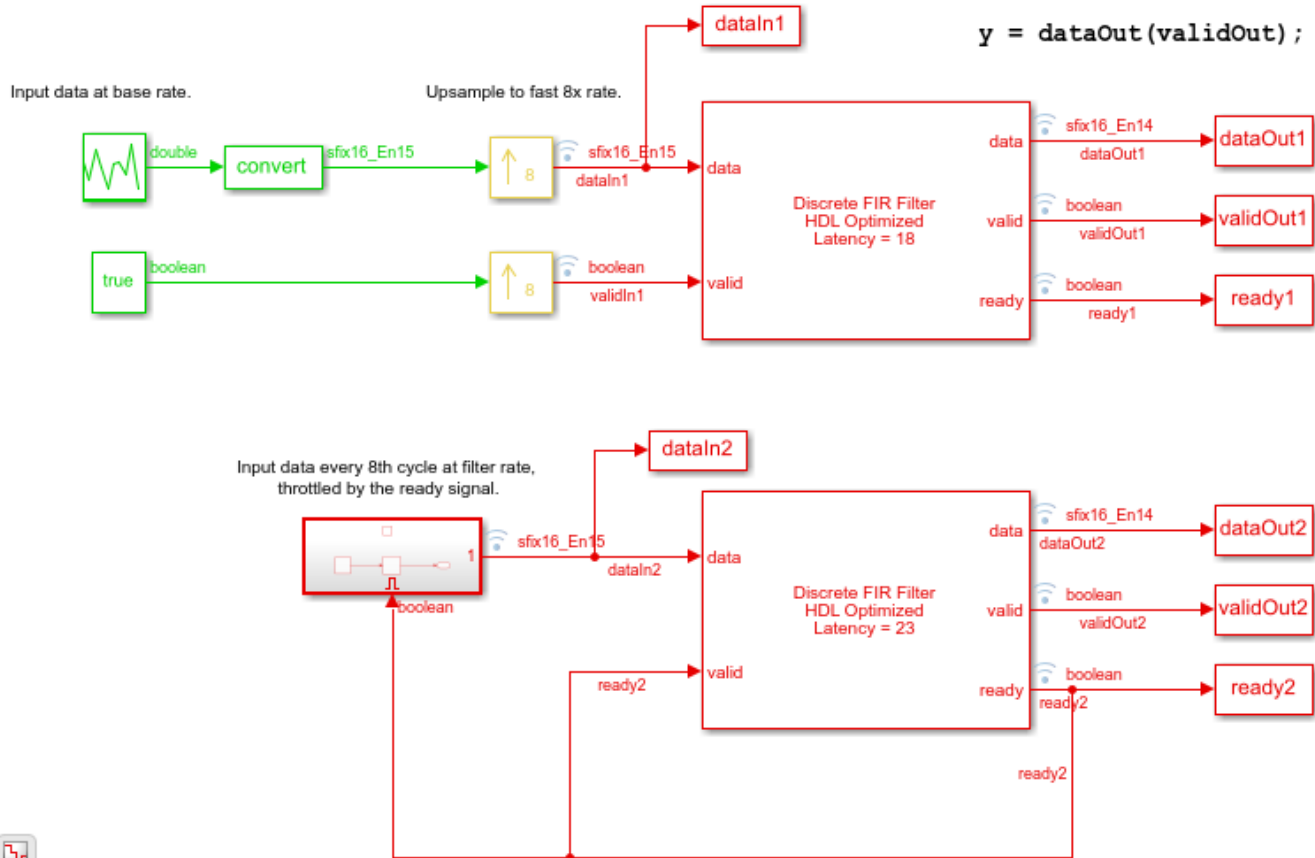 dataIn1
y = dataOut(validOut);
Input data at base rate.
Upsample to fast 8x rate.
double
convert
sfix16_En15
8
sfix16_En15
dataIn1
data
data
sfix16_En14
dataOut1
dataOut1
Discrete FIR Filter
HDL Optimized
Latency = 18
valid
boolean
validOut1
validOut1
true
boolean
8
boolean
validIn1
valid
ready
boolean
ready1
ready1
dataIn2
Input data every 8th cycle at filter rate,
throttled by the ready signal.
1
sfix16_En15
dataIn2
data
data
sfix16_En14
dataOut2
dataOut2
boolean
Discrete FIR Filter
HDL Optimized
Latency = 23
valid
boolean
validOut2
validOut2
ready2
valid
ready
boolean
ready2
ready2
ready2